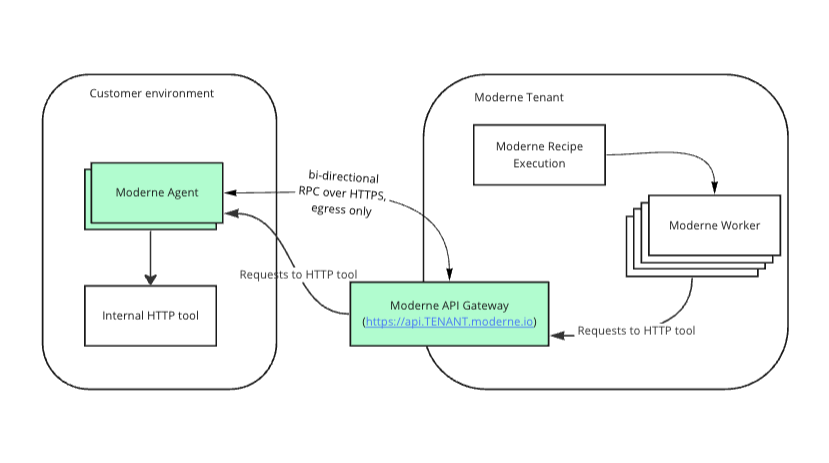 Customer environment
Moderne Tenant
Moderne Recipe
Execution
bi-directional
RPC over HTTPS,
egress only
Moderne Agent
Moderne Worker
Requests to HTTP tool
Internal HTTP tool
Moderne API Gateway
(https://api.TENANT.moderne.io)
Requests to HTTP tool